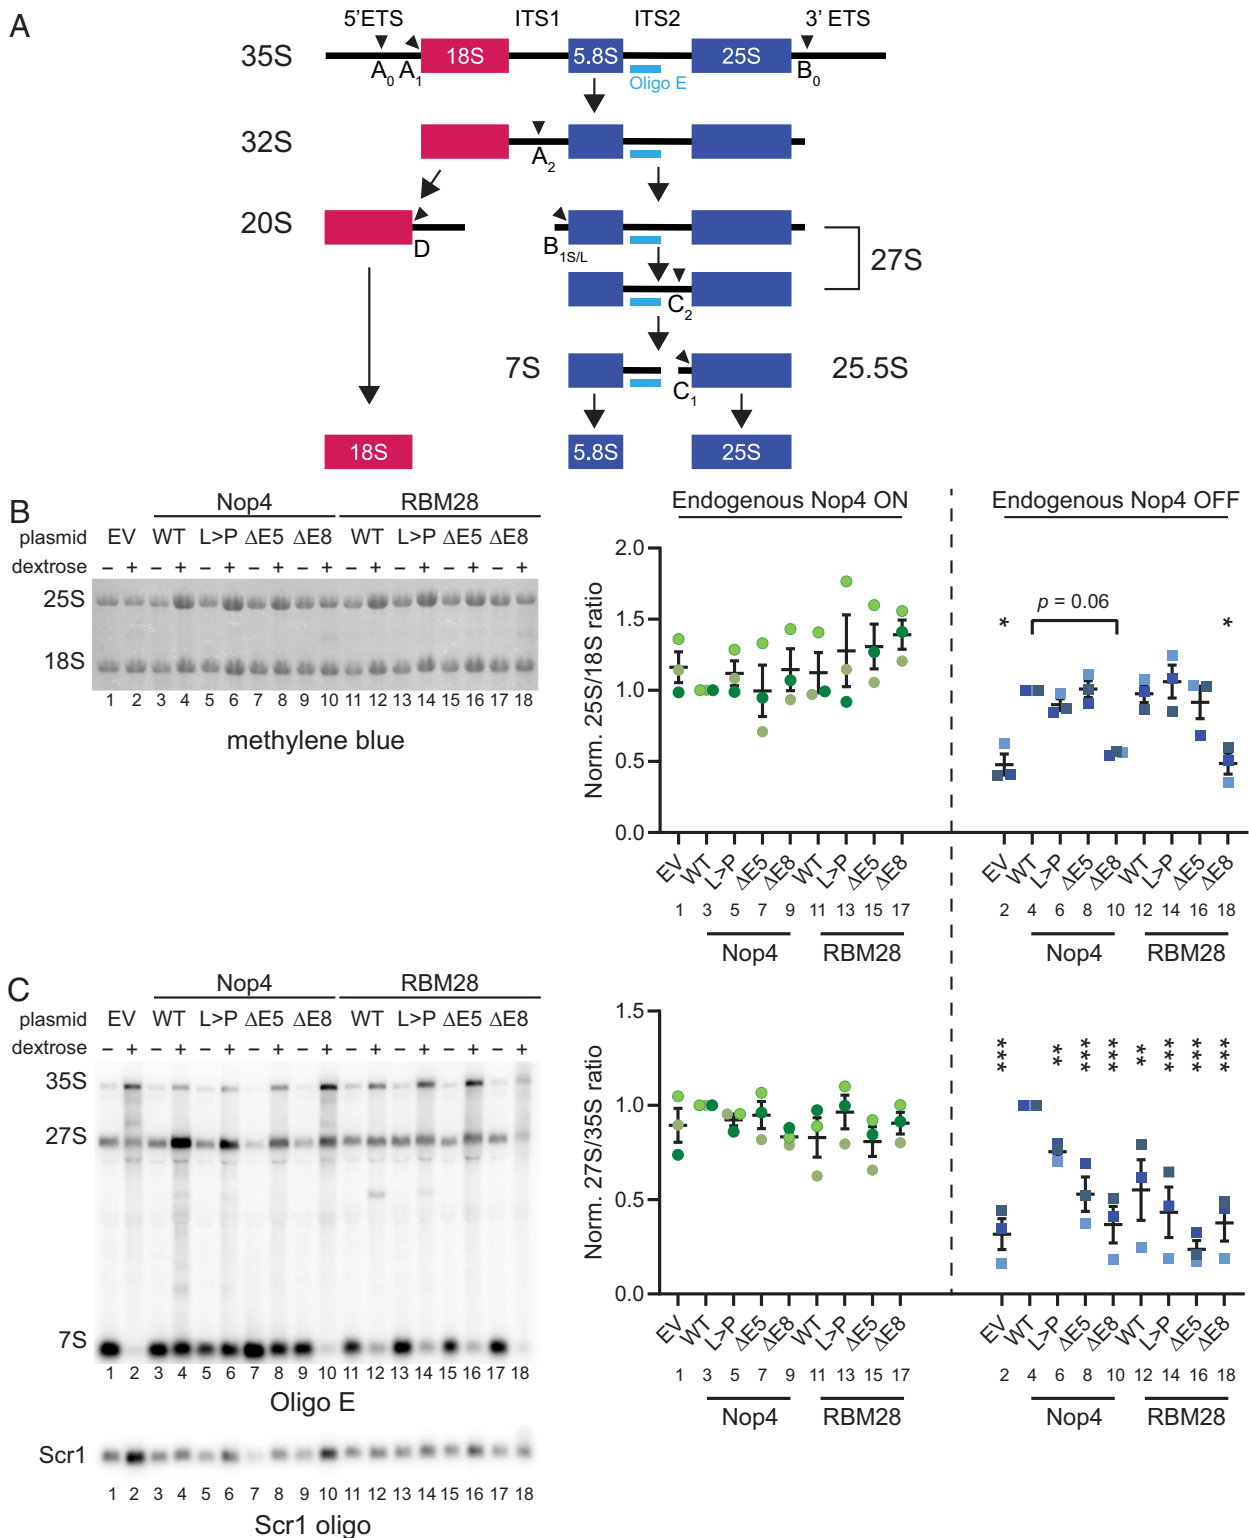 A
5'ETS ITS1 ITS2 3' ETS
35S 18S 5.8S 25S
A0 A1 Oligo E B0
32S
A2
20S
D B1S/L 27S
C2
7S 25.5S
C1
18S 5.8S 25S
B
Nop4 RBM28
plasmid EV WT L>P ΔE5 ΔE8 WT L>P ΔE5 ΔE8
dextrose – + – + – + – + – + – + – + – + – +
25S
18S
1 2 3 4 5 6 7 8 9 10 11 12 13 14 15 16 17 18
methylene blue
Endogenous Nop4 ON Endogenous Nop4 OFF
Norm. 25S/18S ratio
2.0
1.5
1.0
0.5
0.0
* p = 0.06 *
EV WT L>P ΔE5 ΔE8 WT L>P ΔE5 ΔE8 EV WT L>P ΔE5 ΔE8 WT L>P ΔE5 ΔE8
1 3 5 7 9 11 13 15 17 2 4 6 8 10 12 14 16 18
Nop4 RBM28 Nop4 RBM28
C
Nop4 RBM28
plasmid EV WT L>P ΔE5 ΔE8 WT L>P ΔE5 ΔE8
dextrose – + – + – + – + – + – + – + – + – +
35S
27S
7S
1 2 3 4 5 6 7 8 9 10 11 12 13 14 15 16 17 18
Oligo E
Scr1
1 2 3 4 5 6 7 8 9 10 11 12 13 14 15 16 17 18
Scr1 oligo
Norm. 27S/35S ratio
1.5
1.0
0.5
0.0
*** ** *** *** ** *** *** ***
EV WT L>P ΔE5 ΔE8 WT L>P ΔE5 ΔE8 EV WT L>P ΔE5 ΔE8 WT L>P ΔE5 ΔE8
1 3 5 7 9 11 13 15 17 2 4 6 8 10 12 14 16 18
Nop4 RBM28 Nop4 RBM28